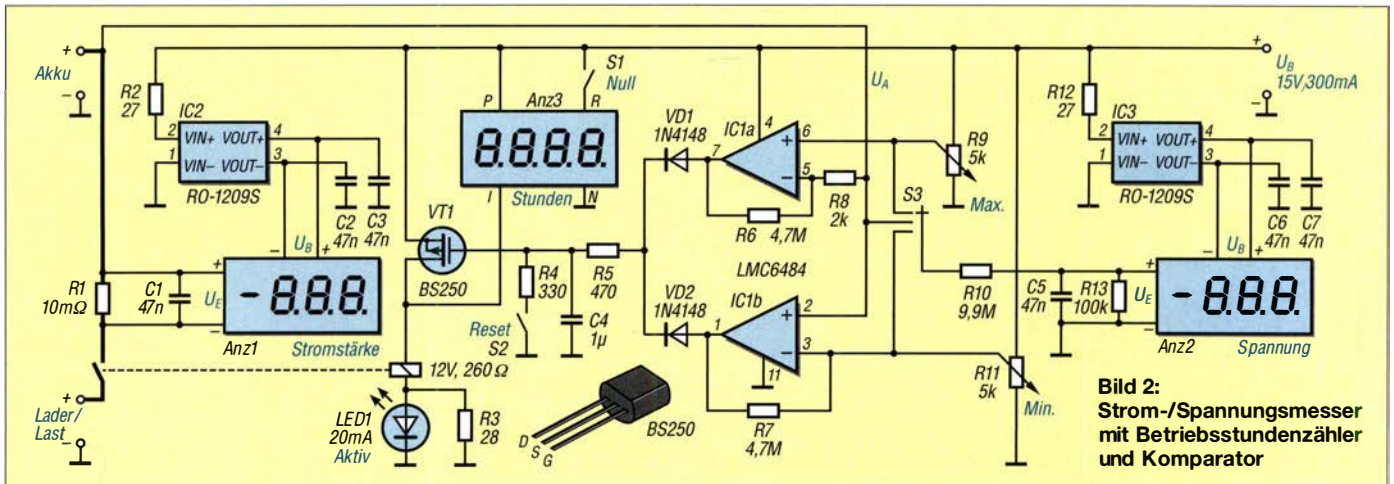 +
Akku
-
R2
27
IC2
2
VIN+ VOUT+
4
1
VIN- VOUT-
3
RO-1209S
C2
47n
C3
47n
R1
10mΩ
C1
47n
+
UE
-
- UB +
-8.8.8.
Anz1
Stromstärke
+
Lader/
Last
-
S1
Null
P
Anz3
R
8.8.8.8.
Stunden
I
N
VT1
BS250
R4
330
Reset
S2
R5
470
C4
1µ
12V, 260 Ω
LED1
20mA
Aktiv
R3
28
D
S
G
BS250
VD1
1N4148
VD2
1N4148
IC1a
4
7
+
6
-
5
R6
4,7M
R8
2k
LMC6484
IC1b
1
+
2
-
3
11
R7
4,7M
UA
R9
5k
Max.
S3
R10
9,9M
R11
5k
Min.
+
UB
15V/300mA
-
R12
27
IC3
2
VIN+ VOUT+
4
1
VIN- VOUT-
3
RO-1209S
C6
47n
C7
47n
C5
47n
R13
100k
+
UE
-
- UB +
-8.8.8.
Anz2
Spannung
Bild 2:
Strom-/Spannungsmesser
mit Betriebsstundenzähler
und Komparator